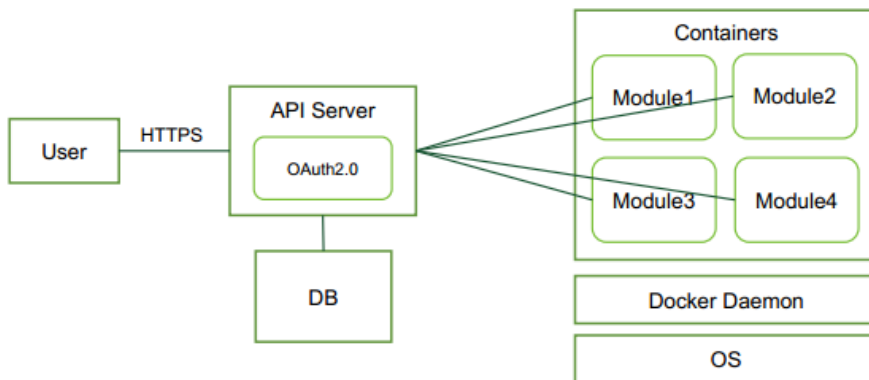 Containers
Module1
Module2
API Server
HTTPS
User
OAuth2.0
Module3
Module4
DB
Docker Daemon
OS